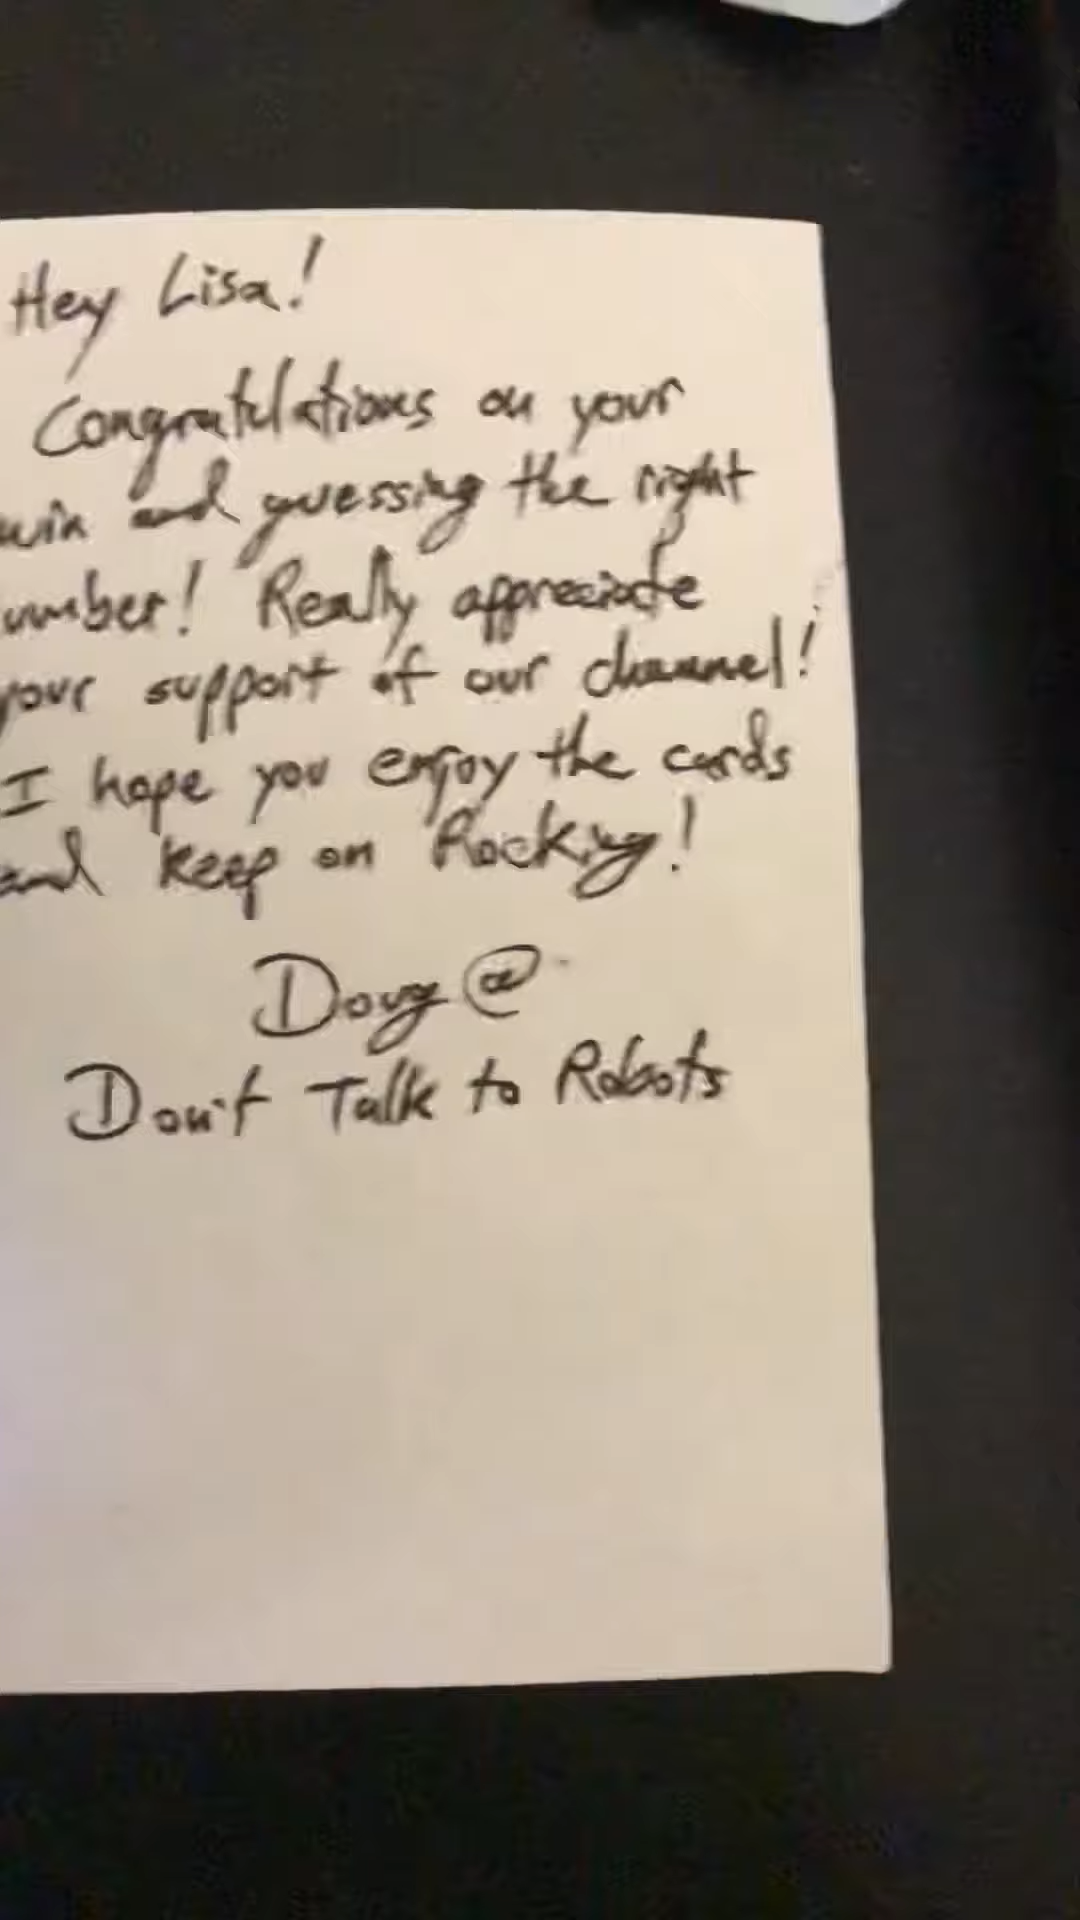 Hey Lisa!
Congratulations on your
win and guessing the right
umber! Really appreciate
your support of our channel!
I hope you enjoy the cards
and keep on Rocking!
Doug @
Don't Talk to Robots